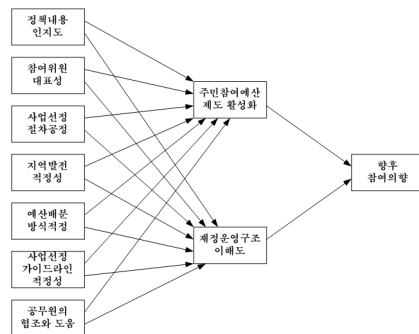 정책내용
인지도
참여위원
대표성
사업선정
절차공정
지역발전
적정성
예산배분
방식적정
사업선정
가이드라인
적정성
공무원의
협조와 도움
주민참여예산
제도 활성화
재정운영구조
이해도
향후
참여의향